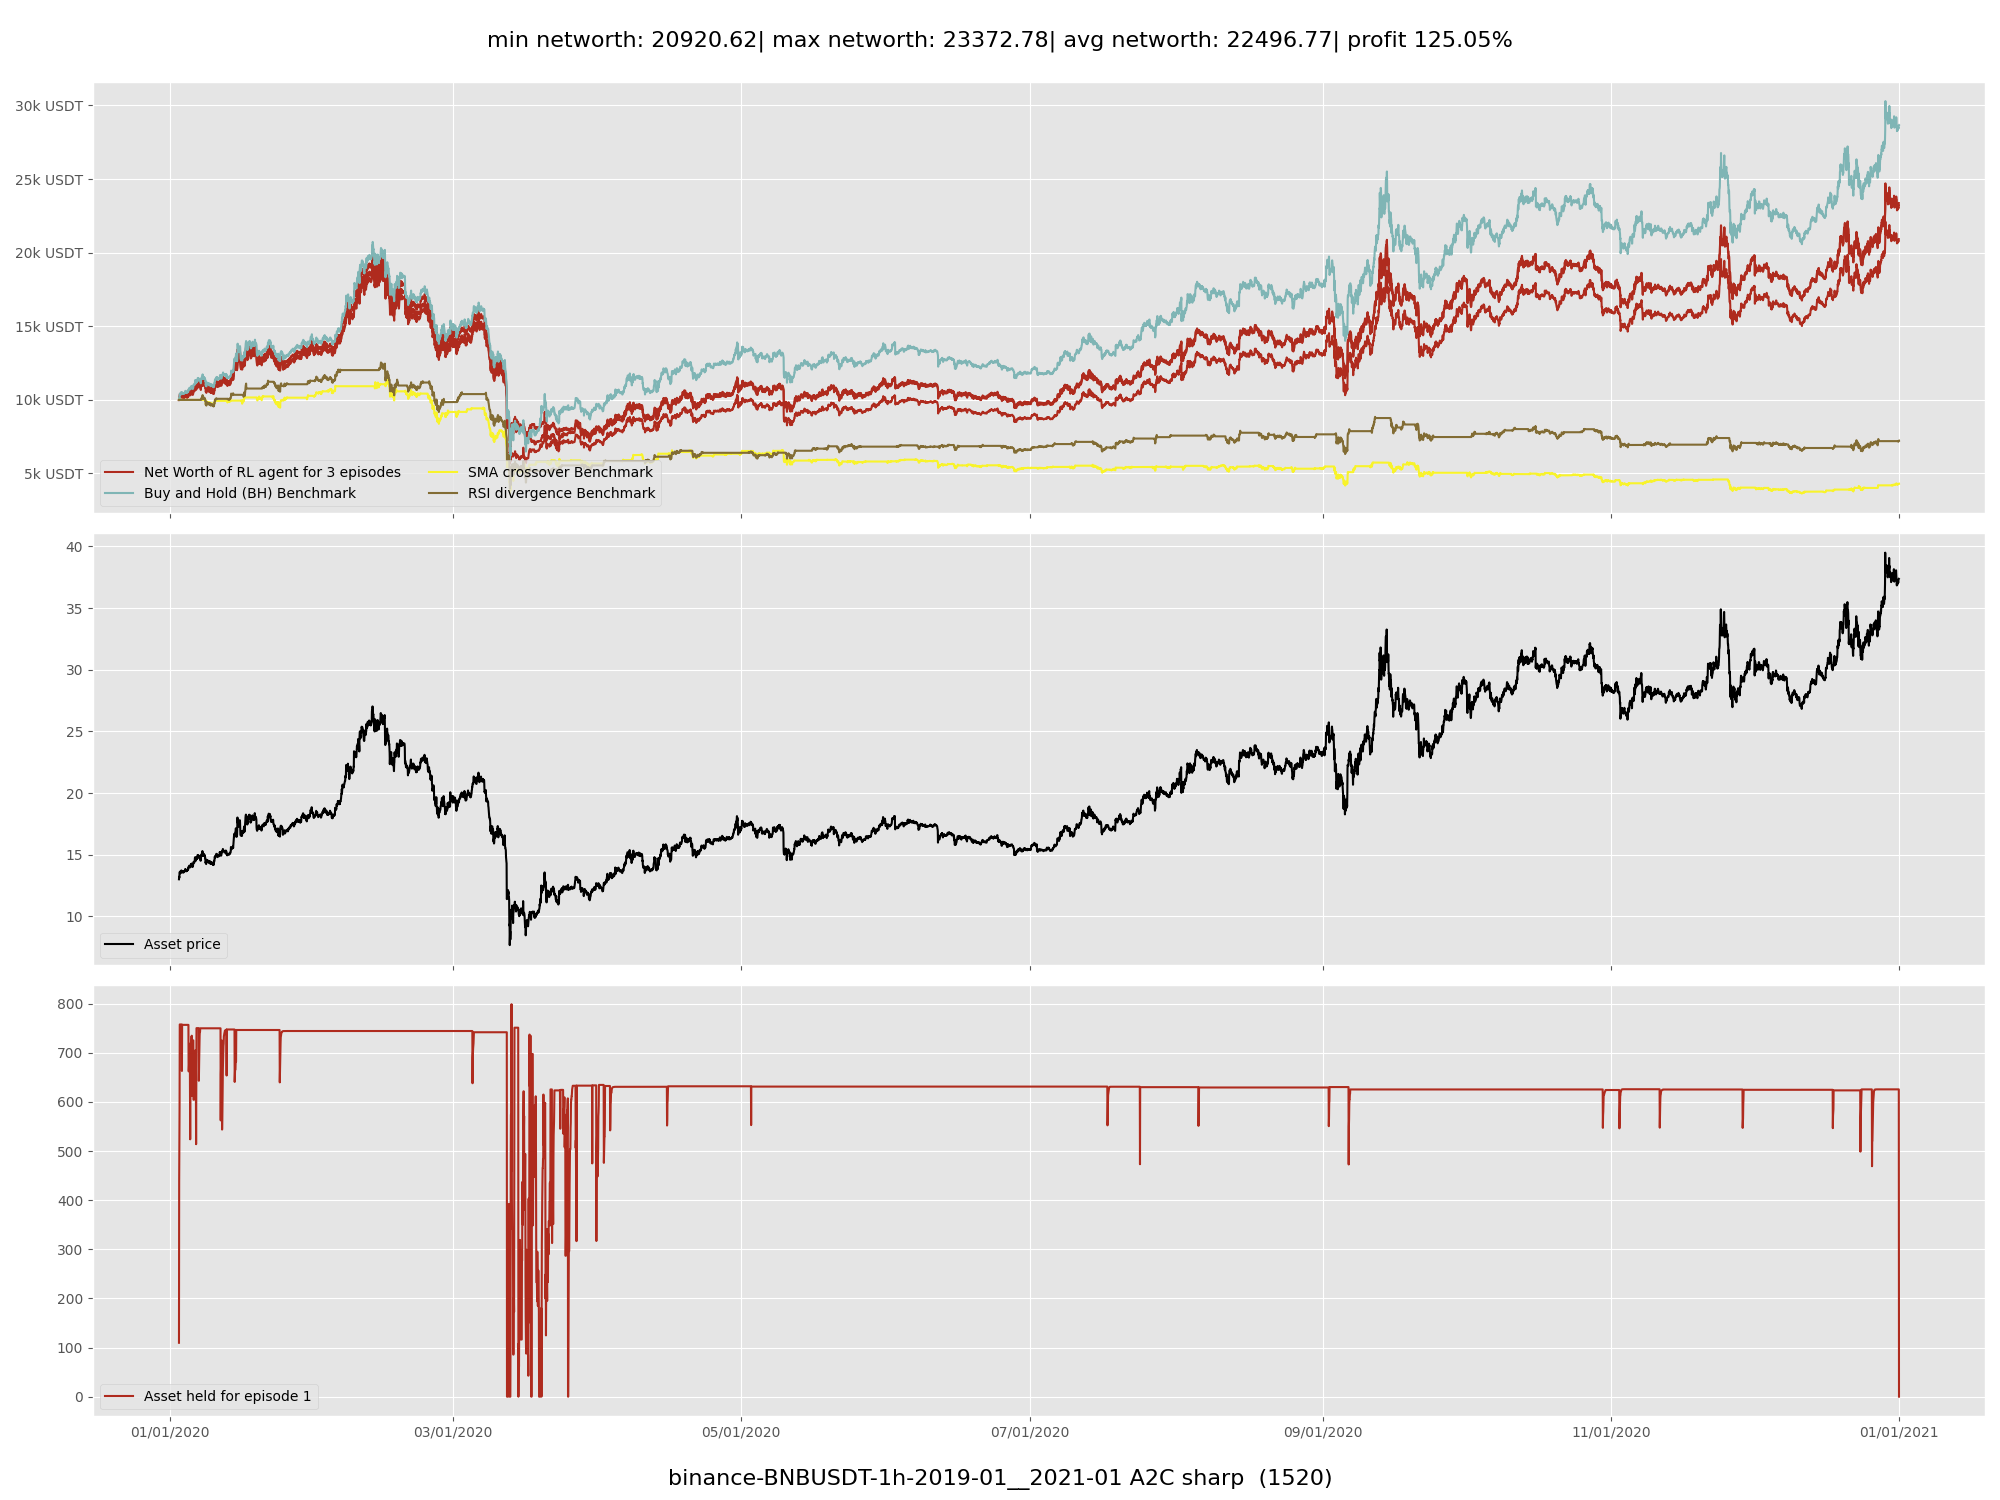 min networth: 20920.62| max networth: 23372.78| avg networth: 22496.77| profit 125.05%
30k USDT
25k USDT
20k USDT
15k USDT
10k USDT
5k USDT
Net Worth of RL agent for 3 episodes
Buy and Hold (BH) Benchmark
SMA crossover Benchmark
RSI divergence Benchmark
40
35
30
25
20
15
10
Asset price
800
700
600
500
400
300
200
100
0
Asset held for episode 1
01/01/2020 03/01/2020 05/01/2020 07/01/2020 09/01/2020 11/01/2020 01/01/2021
binance-BNBUSDT-1h-2019-01__2021-01 A2C sharp  (1520)